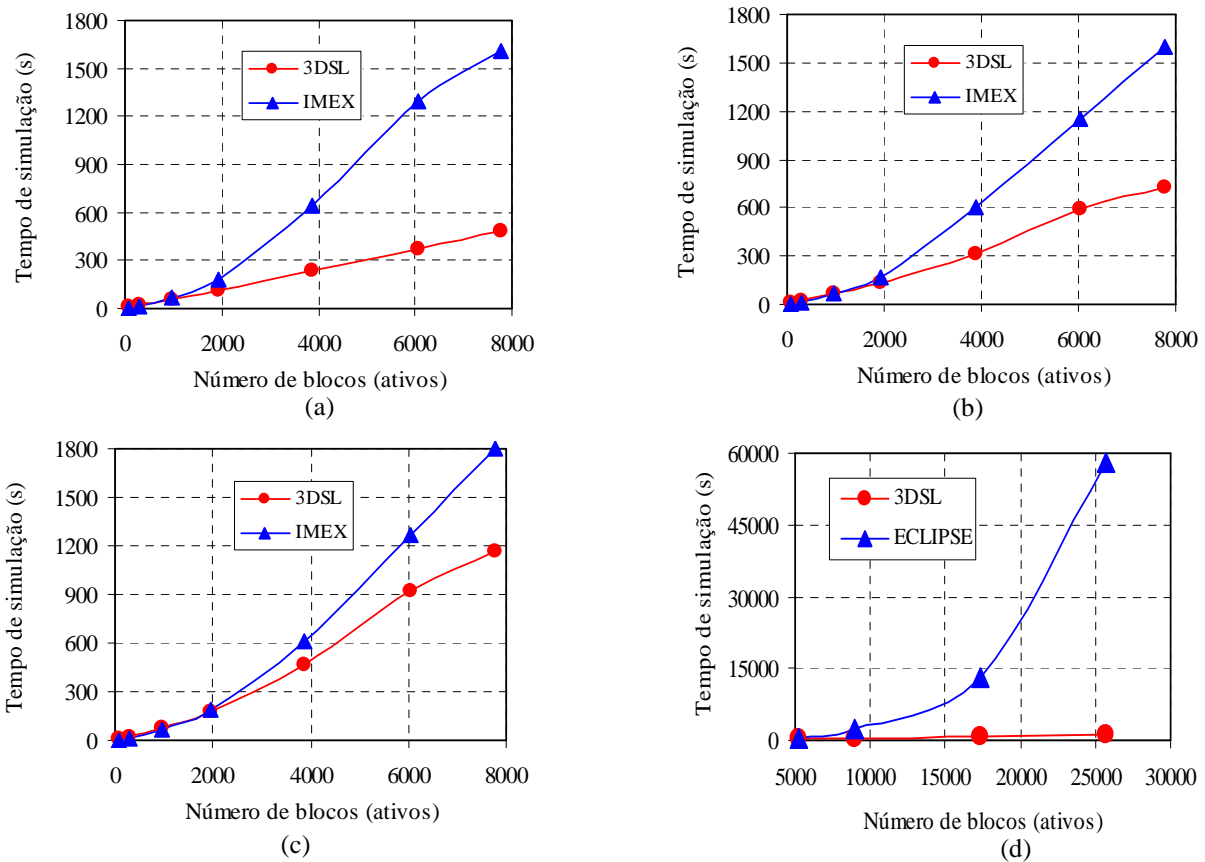 1800
1500
1200
900
600
300
0
Tempo de simulação (s)
3DSL
IMEX
0 2000 4000 6000 8000
Número de blocos (ativos)
(a)
1800
1500
1200
900
600
300
0
Tempo de simulação (s)
3DSL
IMEX
0 2000 4000 6000 8000
Número de blocos (ativos)
(b)
1800
1500
1200
900
600
300
0
Tempo de simulação (s)
3DSL
IMEX
0 2000 4000 6000 8000
Número de blocos (ativos)
(c)
60000
45000
30000
15000
0
Tempo de simulação (s)
3DSL
ECLIPSE
5000 10000 15000 20000 25000 30000
Número de blocos (ativos)
(d)